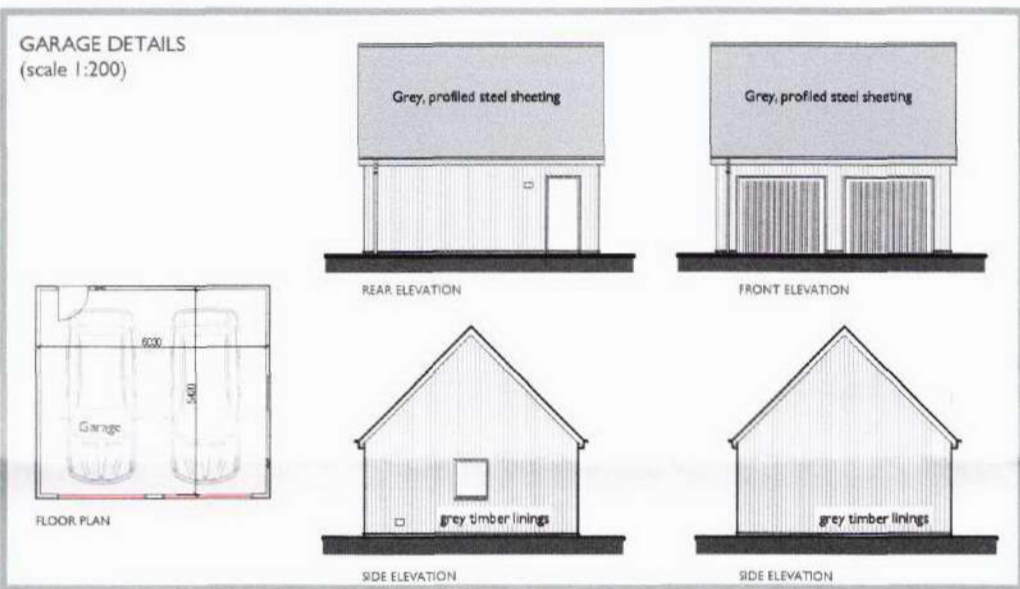 GARAGE DETAILS
(scale 1:200)
Grey, profiled steel sheeting
Grey, profiled steel sheeting
REAR ELEVATION
FRONT ELEVATION
6030
5420
Garage
FLOOR PLAN
grey timber linings
grey timber linings
SIDE ELEVATION
SIDE ELEVATION